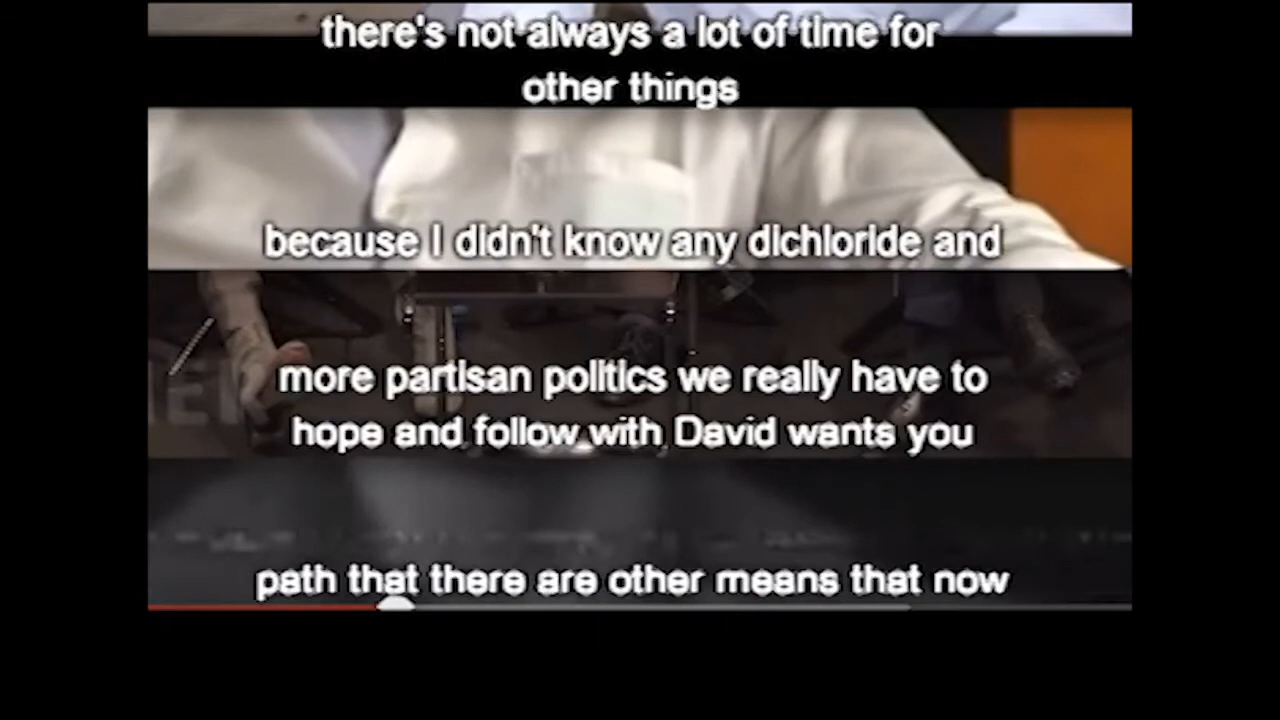 there's not always a lot of time for
other things
because I didn't know any dichloride and
more partisan politics we really have to
hope and follow with David wants you
path that there are other means that now